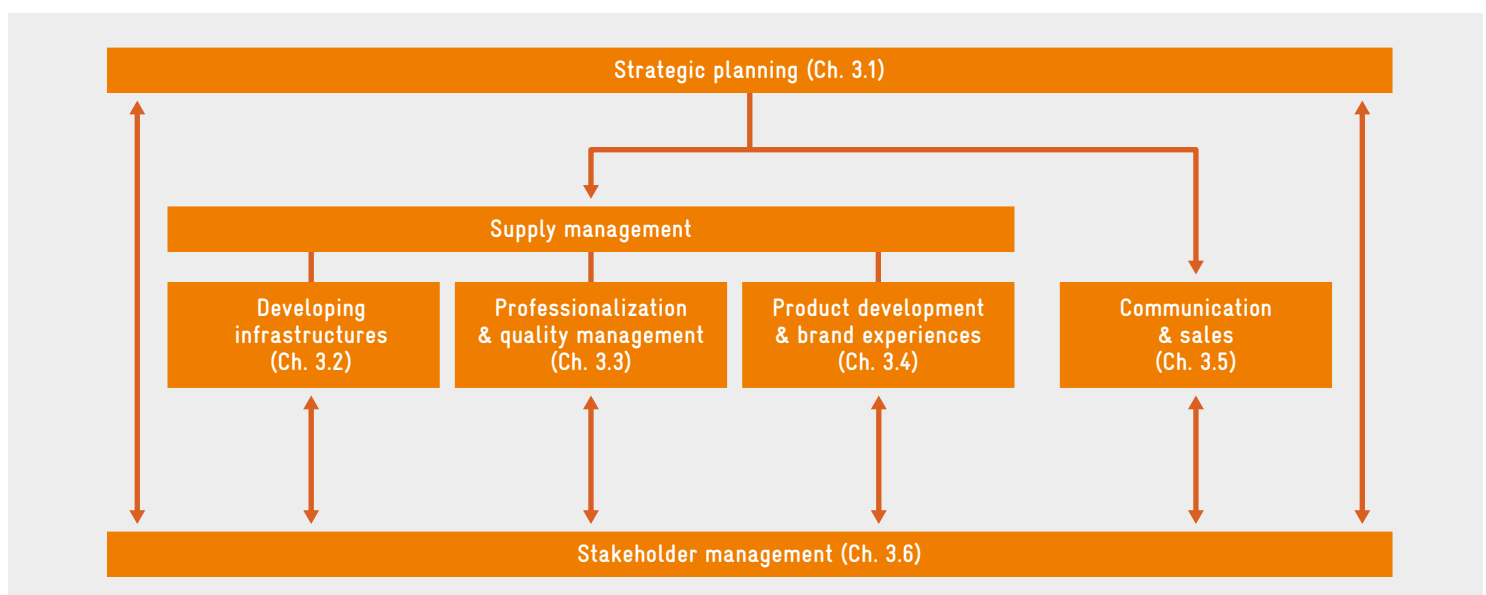 Strategic planning (Ch. 3.1)
Supply management
Developing
infrastructures
(Ch. 3.2)
Professionalization
& quality management
(Ch. 3.3)
Product development
& brand experiences
(Ch. 3.4)
Communication
& sales
(Ch. 3.5)
Stakeholder management (Ch. 3.6)